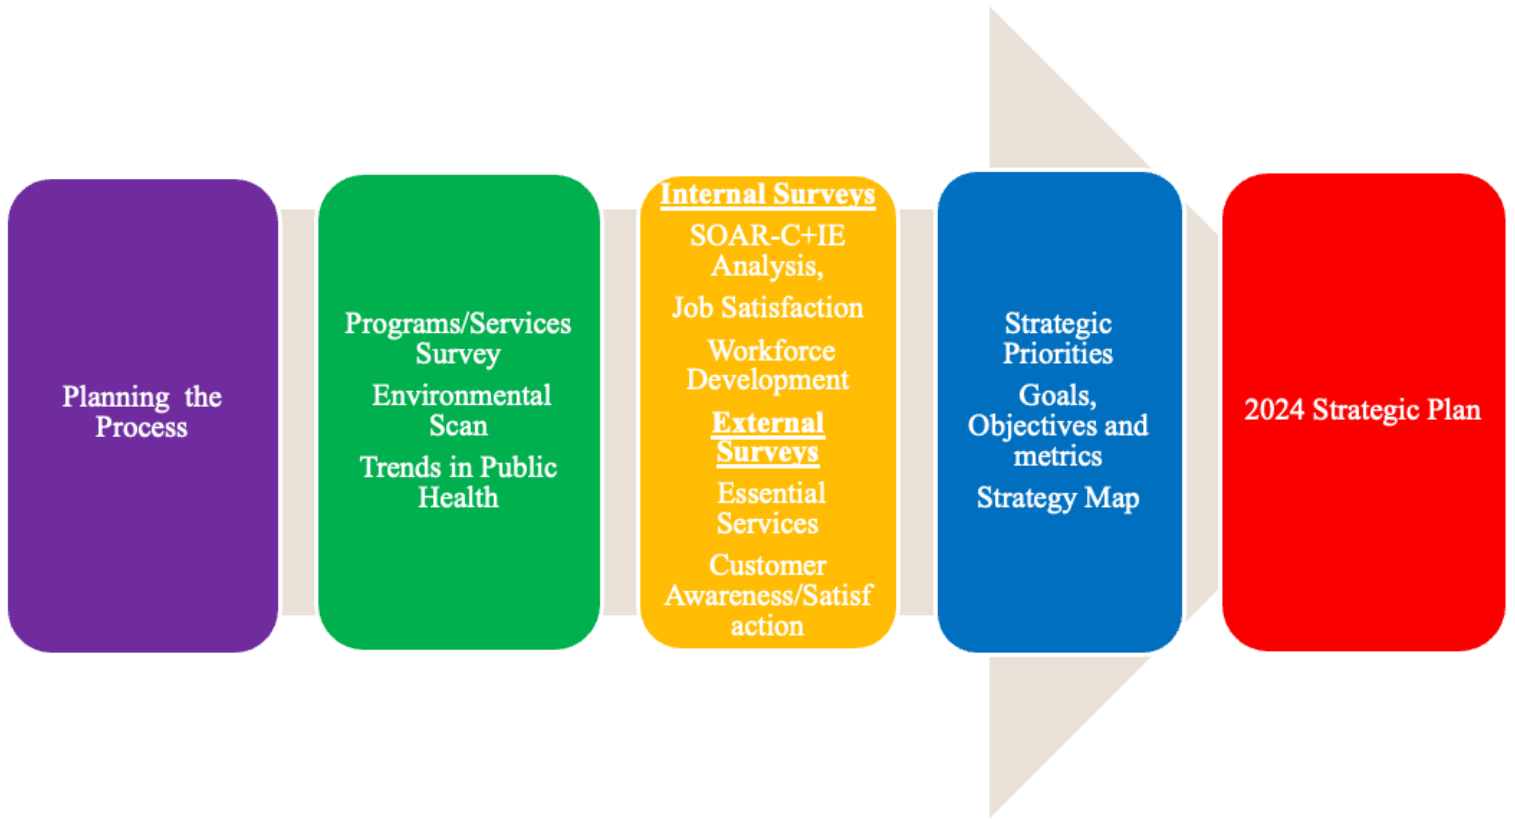 Planning the
Process
Programs/Services
Survey
Environmental
Scan
Trends in Public
Health
Internal Surveys
SOAR-C+IE
Analysis,
Job Satisfaction
Workforce
Development
External
Surveys
Essential
Services
Customer
Awareness/Satisf
action
Strategic
Priorities
Goals,
Objectives and
metrics
Strategy Map
2024 Strategic Plan